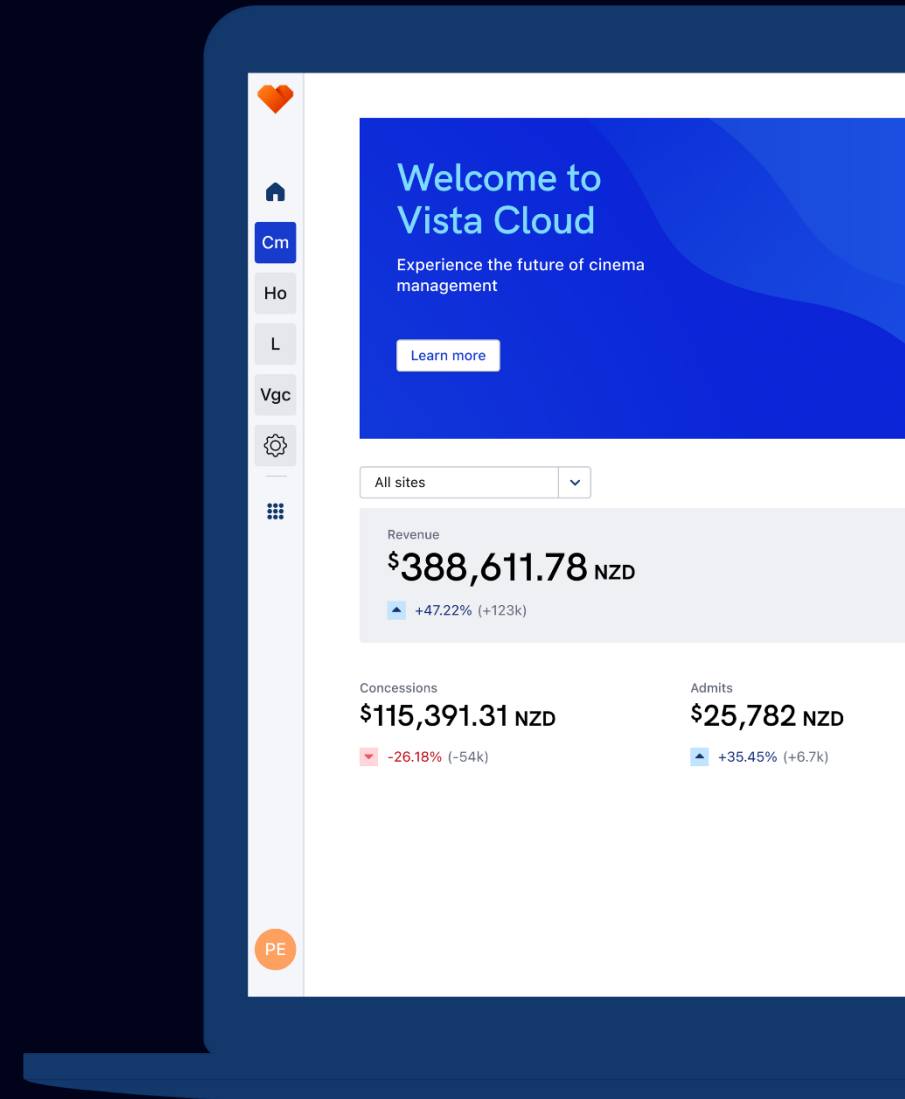 Welcome to
Vista Cloud
Experience the future of cinema
management
Learn more
Cm
Ho
L
Vgc
All sites
Revenue
$388,611.78 NZD
+47.22% (+123k)
Concessions
$115,391.31 NZD
-26.18% (-54k)
Admits
$25,782 NZD
+35.45% (+6.7k)
PE